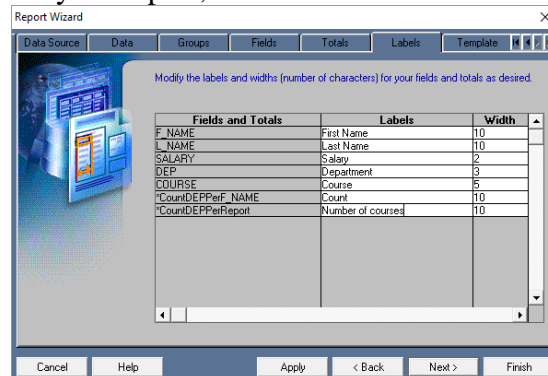 Report Wizard
Data Source Data Groups Fields Totals Labels Template
Modify the labels and widths (number of characters) for your fields and totals as desired.
Fields and Totals Labels Width
F_NAME First Name 10
L_NAME Last Name 10
SALARY Salary 2
DEP Department 3
COURSE Course 5
*CountDEPPerF_NAME Count 10
*CountDEPPerReport Number of courses 10
Cancel Help Apply < Back Next > Finish